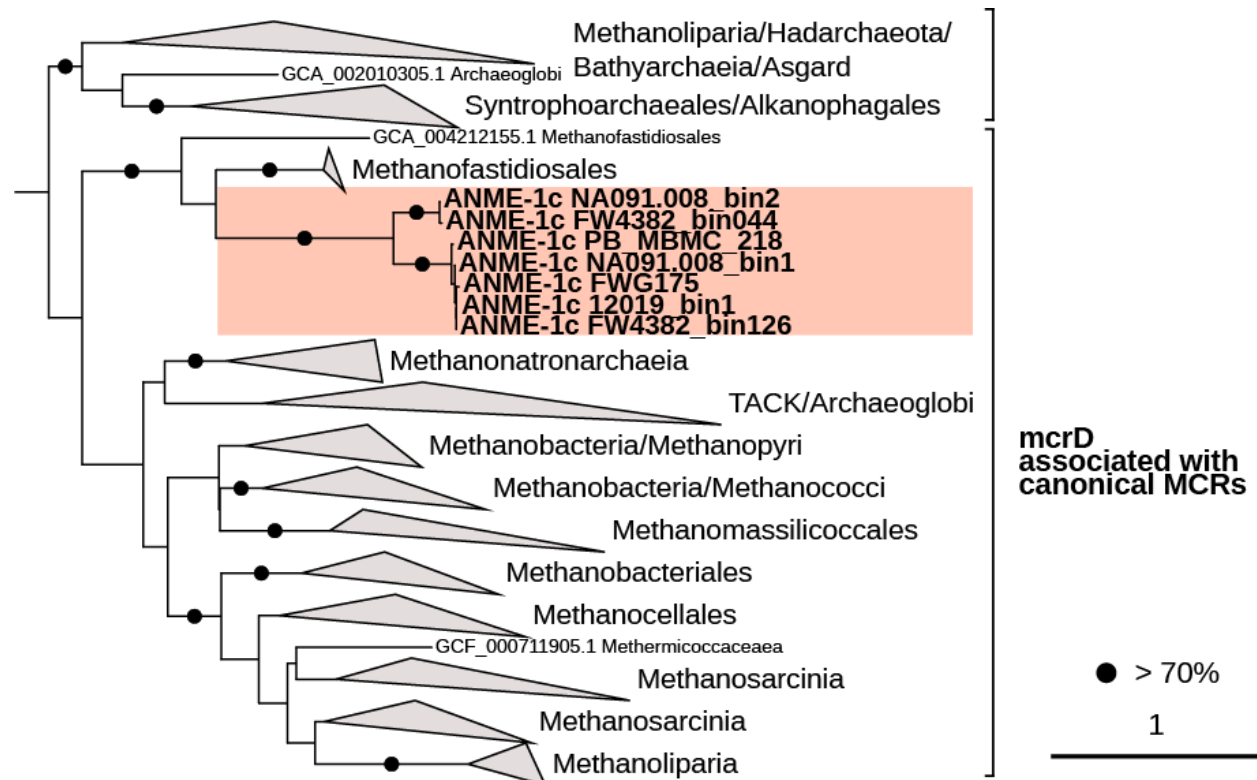 Methanoliparia/Hadarchaeota/
Bathyarchaeia/Asgard
GCA_002010305.1 Archaeoglobi
Syntrophoarchaeales/Alkanophagales
GCA_004212155.1 Methanofastidiosales
Methanofastidiosales
ANME-1c NA091.008_bin2
ANME-1c FW4382_bin044
ANME-1c PB_MBMC_218
ANME-1c NA091.008_bin1
ANME-1c FWG175
ANME-1c 12019_bin1
ANME-1c FW4382_bin126
Methanonatronarchaeia
TACK/Archaeoglobi
Methanobacteria/Methanopyri
Methanobacteria/Methanococci
Methanomassilicoccales
Methanobacteriales
Methanocellales
GCF_000711905.1 Methermicoccaceaea
Methanosarcinia
Methanosarcinia
Methanoliparia
mcrD
associated with
canonical MCRs
> 70%
1